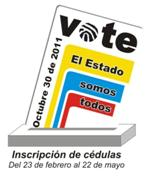 vote
Octubre 30 de 2011
El Estado
somos
todos
Inscripción de cédulas
Del 23 de febrero al 22 de mayo